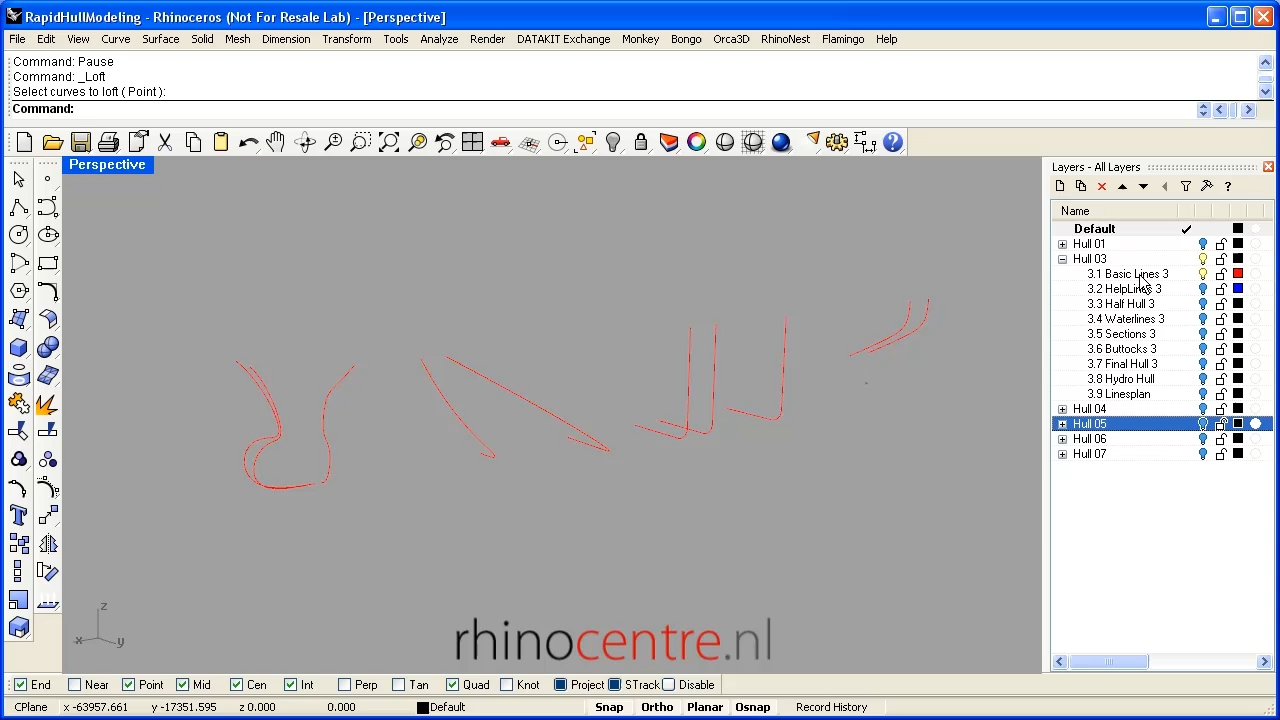 RapidHullModeling - Rhinoceros (Not For Resale Lab) - [Perspective]
File Edit View Curve Surface Solid Mesh Dimension Transform Tools Analyze Render DATAKIT Exchange Monkey Bongo Orca3D RhinoNest Flamingo Help
Command: Pause
Command: _Loft
Select curves to loft ( Point ):
Command:
Perspective
Layers - All Layers
Name
Default
Hull 01
Hull 03
3.1 Basic Lines 3
3.2 HelpLines 3
3.3 Half Hull 3
3.4 Waterlines 3
3.5 Sections 3
3.6 Buttocks 3
3.7 Final Hull 3
3.8 Hydro Hull
3.9 Linesplan
Hull 04
Hull 05
Hull 06
Hull 07
z
x y
rhinocentre.nl
End Near Point Mid Cen Int Perp Tan Quad Knot Project STrack Disable
CPlane x -63957.661 y -17351.595 z 0.000 0.000 Default Snap Ortho Planar Osnap Record History